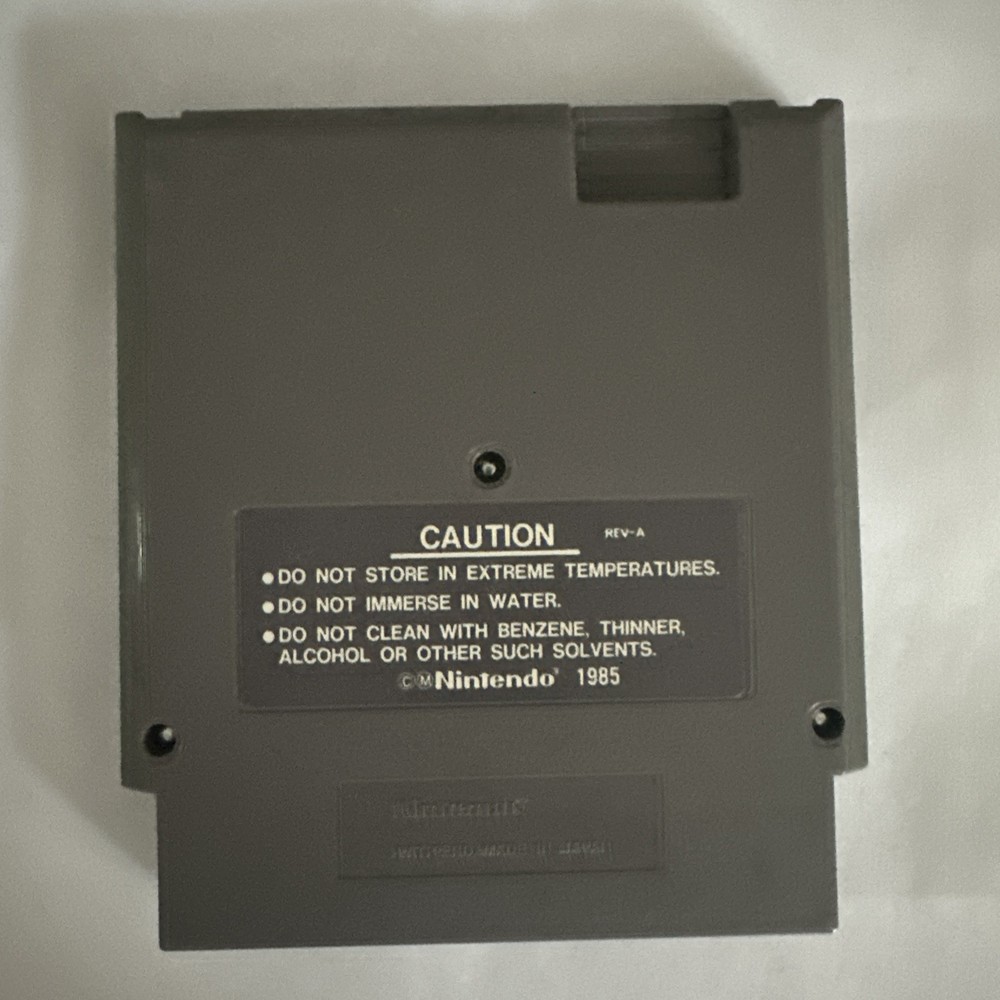 CAUTION REV-A
●DO NOT STORE IN EXTREME TEMPERATURES.
●DO NOT IMMERSE IN WATER.
●DO NOT CLEAN WITH BENZENE, THINNER,
ALCOHOL OR OTHER SUCH SOLVENTS.
©Ⓜ Nintendo® 1985